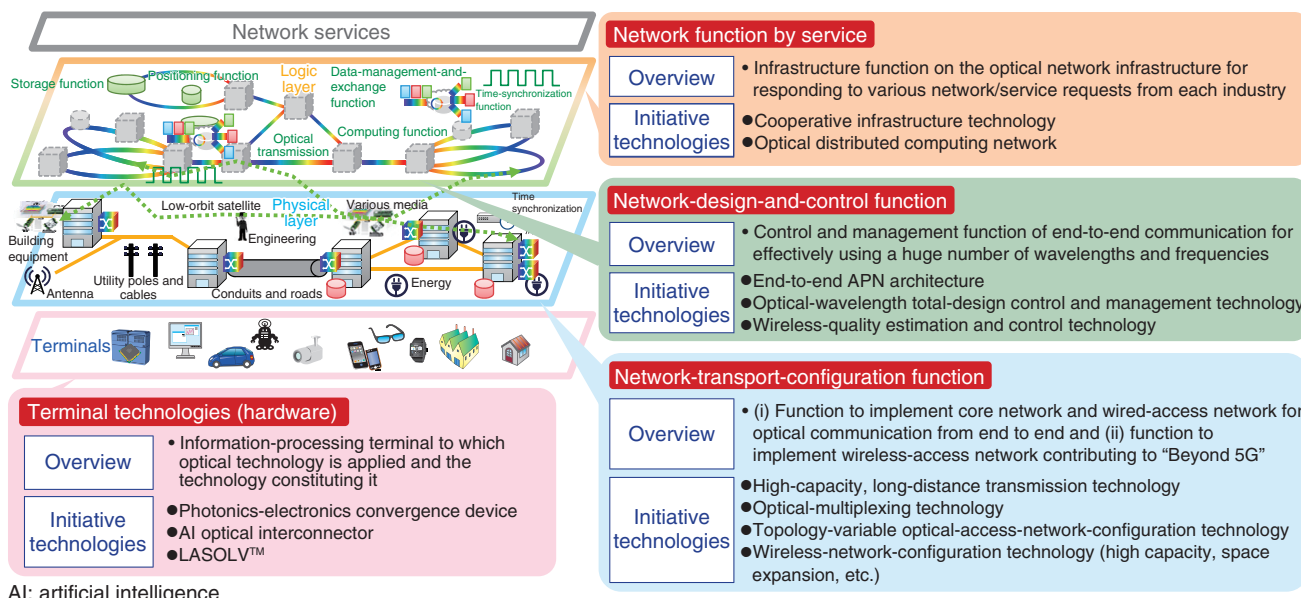 Network services
Storage function
Positioning function
Logic
layer
Data-management-and-
exchange
function
Time-synchronization
function
Optical
transmission
Computing function
Low-orbit satellite
Physical
layer
Various media
Time
synchronization
Building
equipment
Engineering
Antenna
Utility poles and
cables
Conduits and roads
Energy
Terminals
Terminal technologies (hardware)
Overview
• Information-processing terminal to which
optical technology is applied and the
technology constituting it
Initiative
technologies
●Photonics-electronics convergence device
●AI optical interconnector
●LASOLV™
AI: artificial intelligence
Network function by service
Overview
• Infrastructure function on the optical network infrastructure for
responding to various network/service requests from each industry
Initiative
technologies
●Cooperative infrastructure technology
●Optical distributed computing network
Network-design-and-control function
Overview
• Control and management function of end-to-end communication for
effectively using a huge number of wavelengths and frequencies
Initiative
technologies
●End-to-end APN architecture
●Optical-wavelength total-design control and management technology
●Wireless-quality estimation and control technology
Network-transport-configuration function
Overview
• (i) Function to implement core network and wired-access network for
optical communication from end to end and (ii) function to
implement wireless-access network contributing to “Beyond 5G”
Initiative
technologies
●High-capacity, long-distance transmission technology
●Optical-multiplexing technology
●Topology-variable optical-access-network-configuration technology
●Wireless-network-configuration technology (high capacity, space
expansion, etc.)